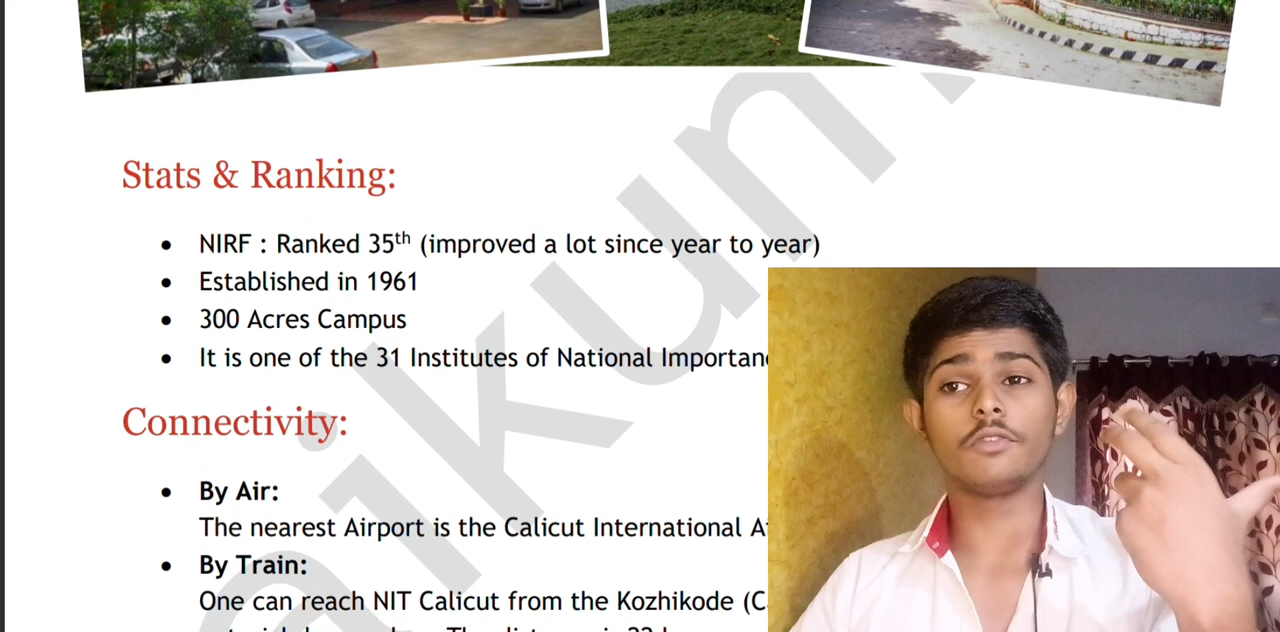 Stats & Ranking:
• NIRF : Ranked 35th (improved a lot since year to year)
• Established in 1961
• 300 Acres Campus
• It is one of the 31 Institutes of National
Connectivity:
• By Air:
The nearest Airport is the Calicut International
• By Train:
One can reach NIT Calicut from the Kozhikode